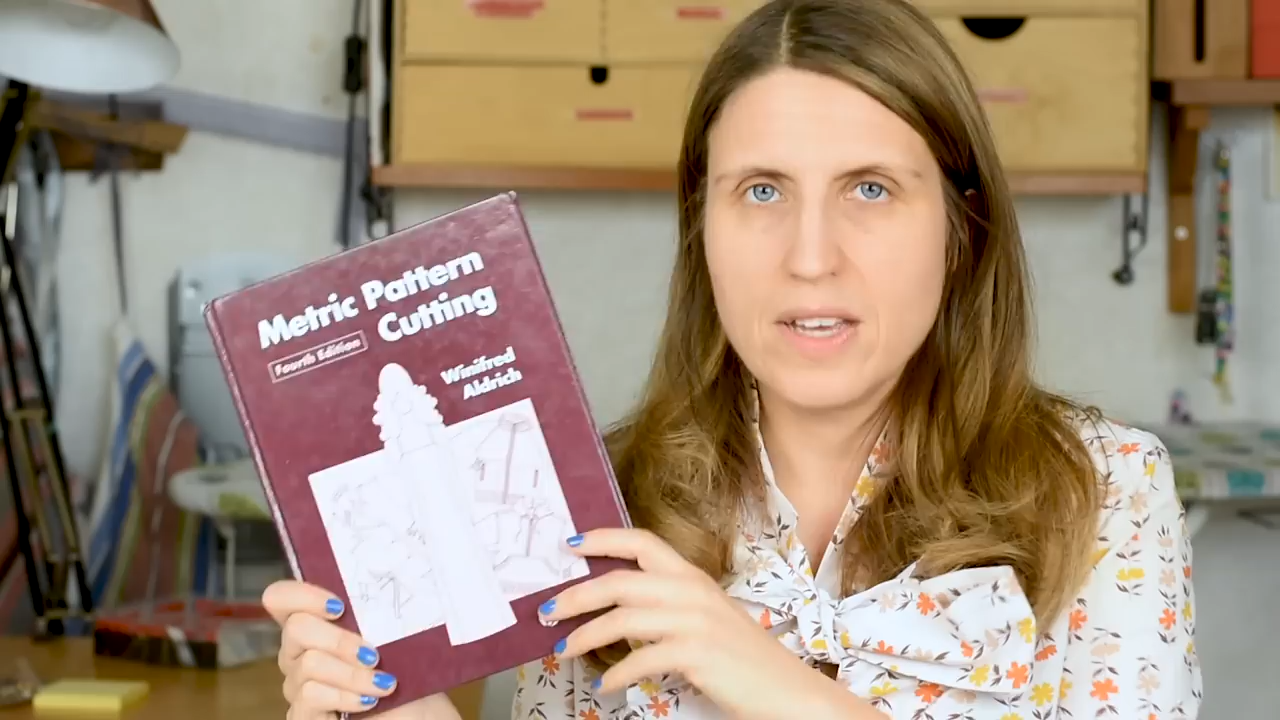 Metric Pattern
Cutting
Fourth Edition
Winifred
Aldrich